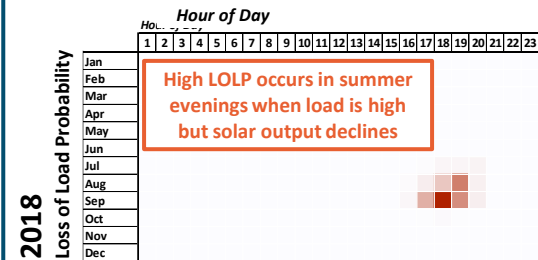 Hour of Day
1 2 3 4 5 6 7 8 9 10 11 12 13 14 15 16 17 18 19 20 21 22 23
2018
Loss of Load Probability
Jan
Feb
Mar
Apr
May
Jun
Jul
Aug
Sep
Oct
Nov
Dec
High LOLP occurs in summer
evenings when load is high
but solar output declines